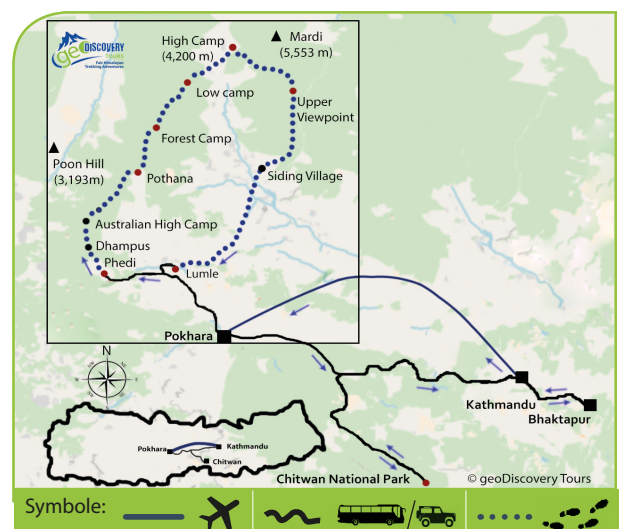 geo DISCOVERY
TOURS
Fair Himalayan
Trekking Adventures
High Camp
(4,200 m)
Mardi
(5,553 m)
Low camp
Upper
Viewpoint
Forest Camp
Poon Hill
(3,193m)
Pothana
Siding Village
Australian High Camp
Dhampus
Phedi
Lumle
Pokhara
N
Kathmandu
Bhaktapur
Pokhara
Kathmandu
Chitwan
Chitwan National Park
© geoDiscovery Tours
Symbole:
/